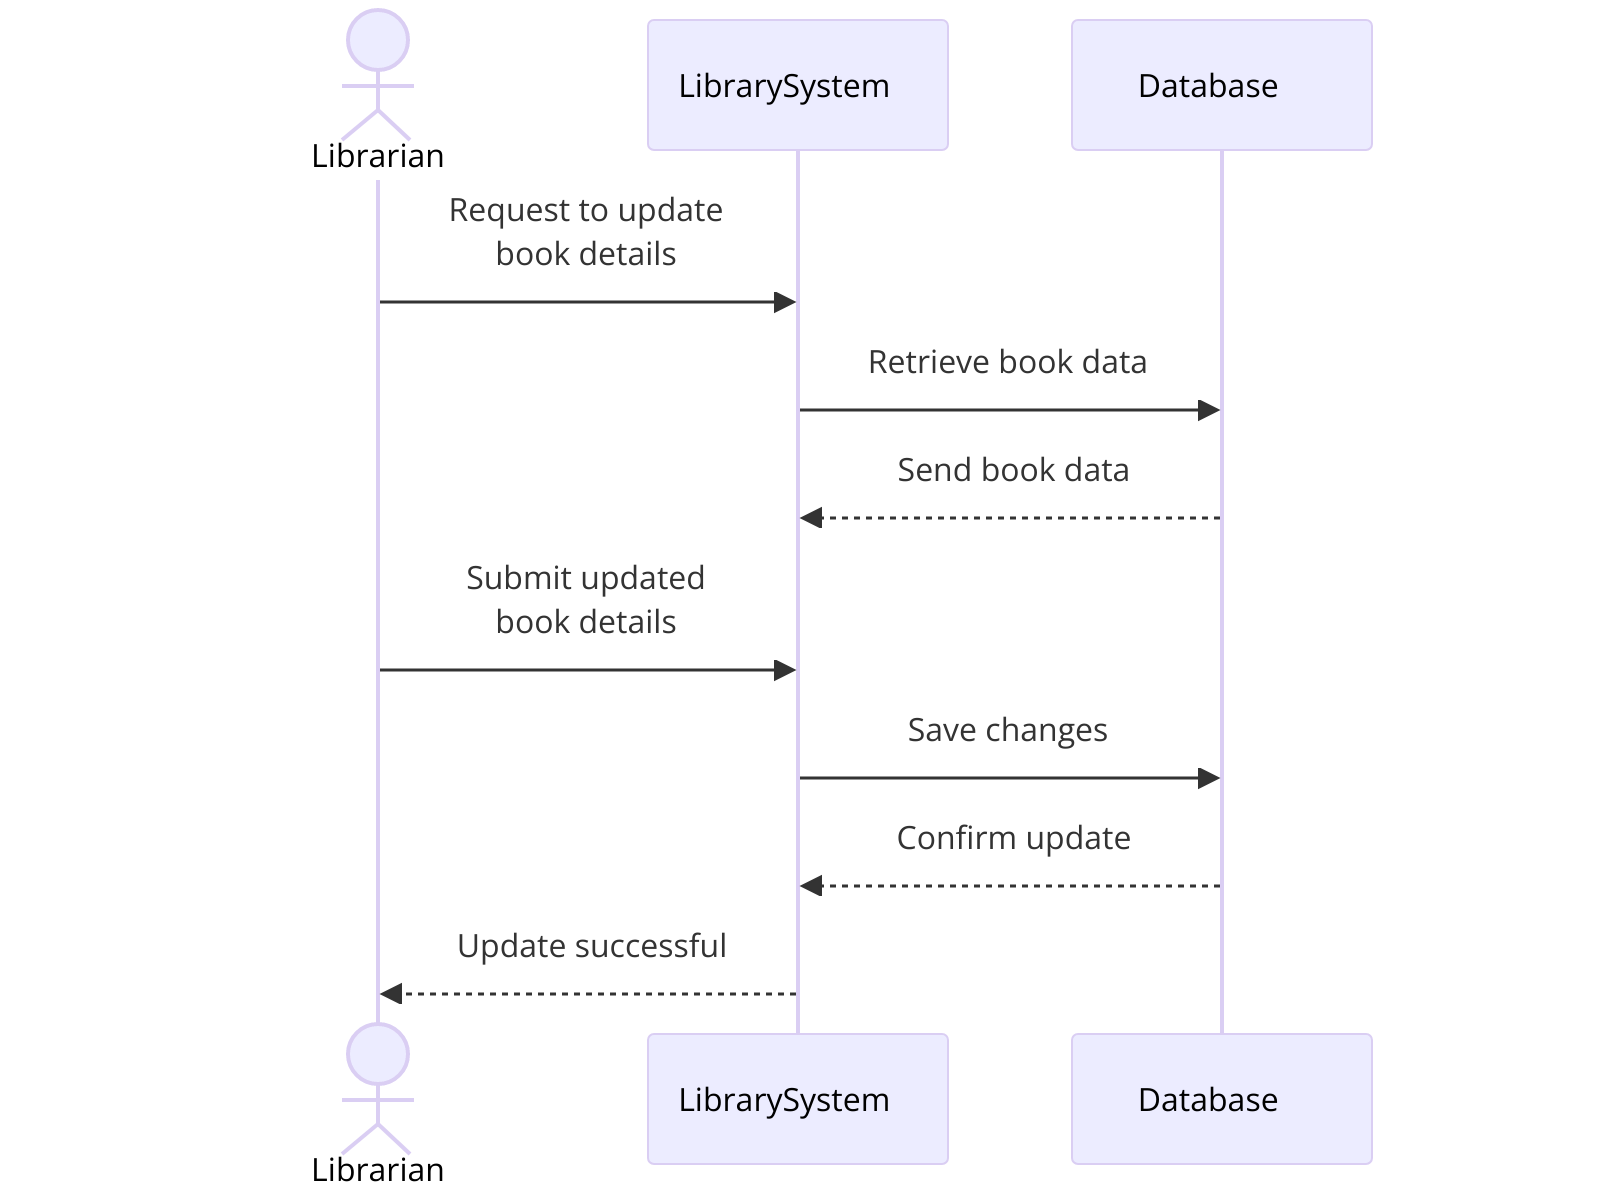 Librarian
LibrarySystem
Database
Request to update
book details
Retrieve book data
Send book data
Submit updated
book details
Save changes
Confirm update
Update successful
Librarian
LibrarySystem
Database